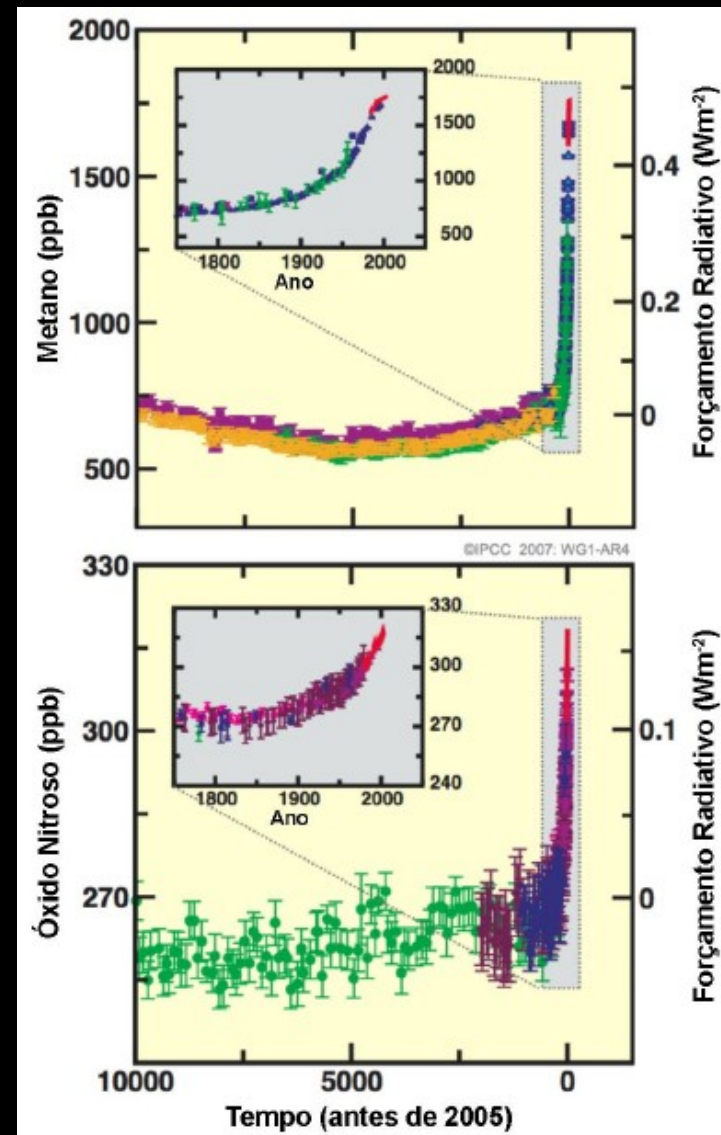 2000
1500
1000
500
Metano (ppb)
2000
1500
1000
500
1800 1900 2000
Ano
0.4
0.2
0
Forçamento Radiativo (Wm-2)
©IPCC 2007: WG1-AR4
330
300
270
Óxido Nitroso (ppb)
330
300
270
240
1800 1900 2000
Ano
0.1
0
Forçamento Radiativo (Wm-2)
10000 5000 0
Tempo (antes de 2005)